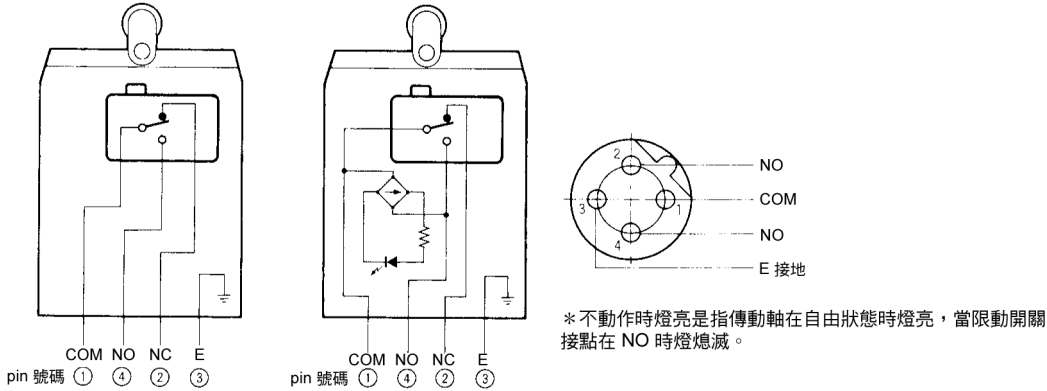 COM NO NC E
pin 號碼 ① ④ ② ③
COM NO NC E
pin 號碼 ① ④ ② ③
2
3
1
4
NO
COM
NO
E 接地
＊不動作時燈亮是指傳動軸在自由狀態時燈亮，當限動開關
接點在 NO 時燈熄滅。